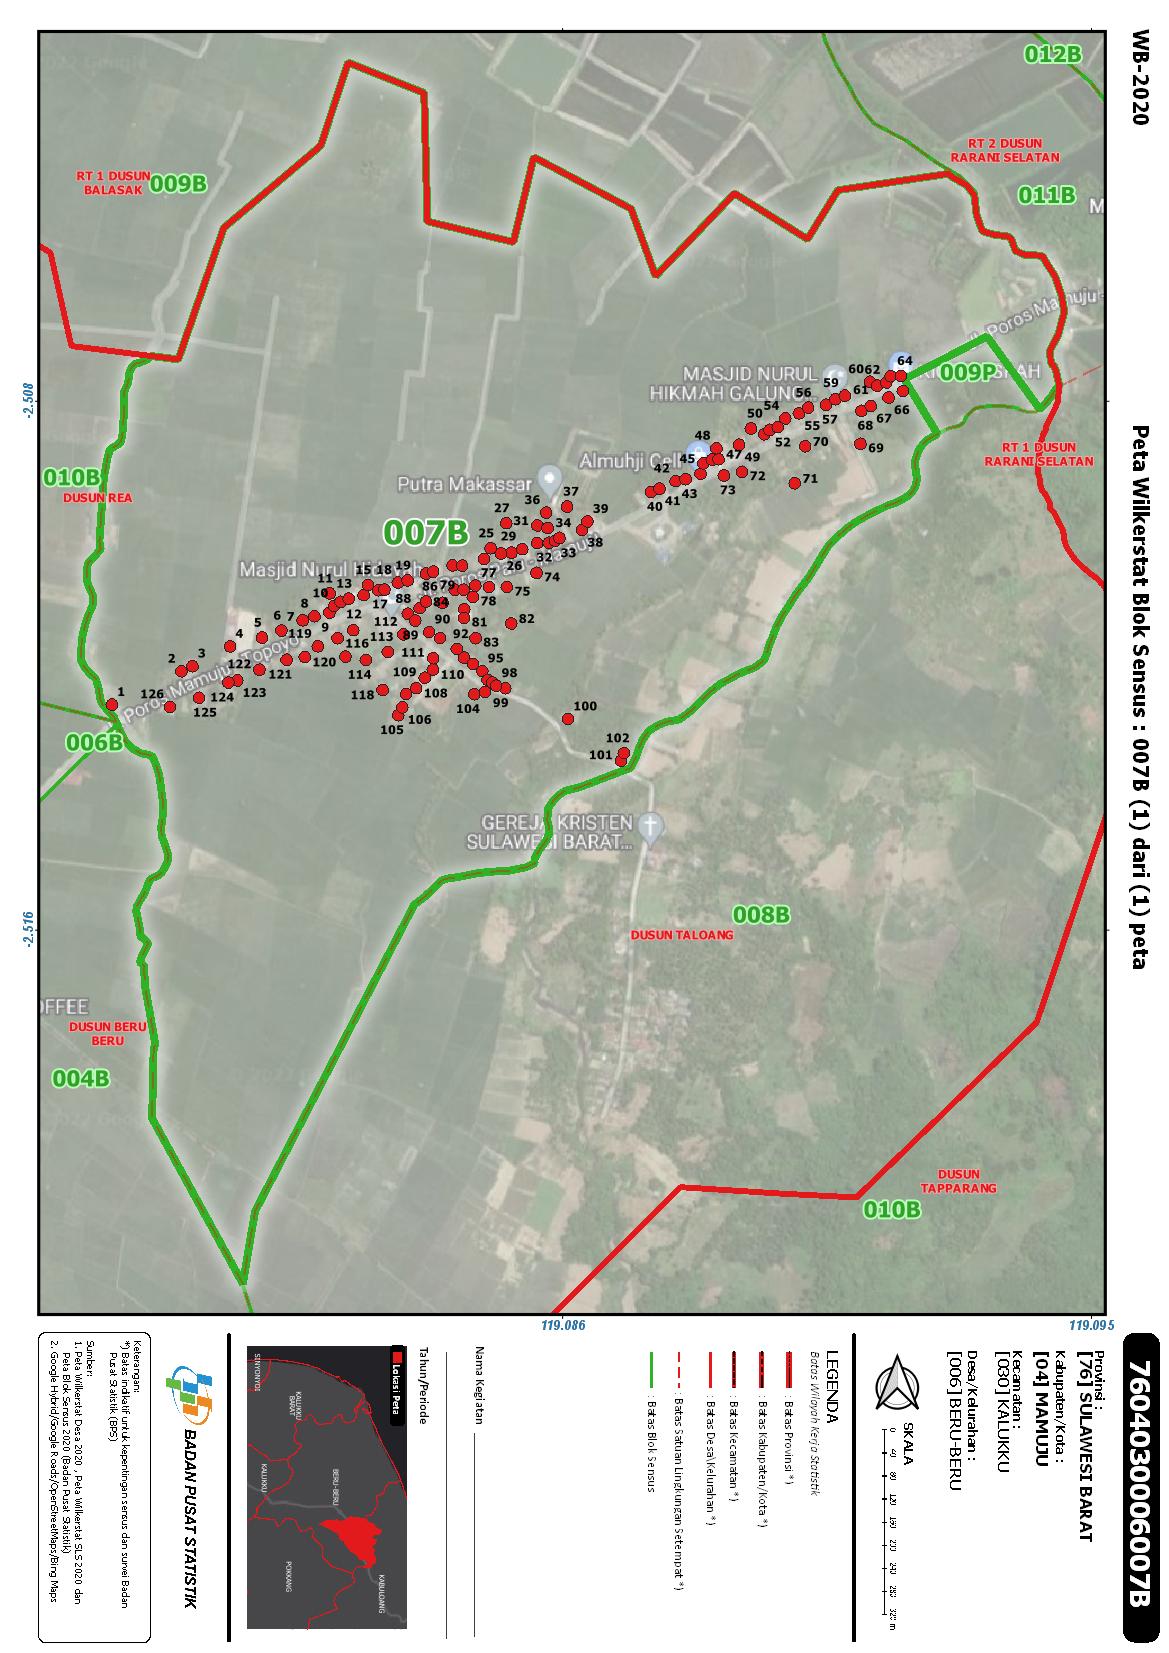 WB-2020
Peta Wilkerstat Blok Sensus : 007B (1) dari (1) peta
012B
RT 2 DUSUN
RARANI SELATAN
011B
RT 1 DUSUN
BALASAK
009B
Poros Mamuju
MASJID NURUL
HIKMAH GALUNG...
009P
RT 1 DUSUN
RARANI SELATAN
010B
DUSUN REA
Almuhji Cell
Putra Makassar
007B
Masjid Nurul
Poros Mamuju - Topoyo
64
60 62
59
61
56
66
67
57
54
50
55
68
52
70
69
48
47
49
45
42
72
71
73
43
41
40
37
36
39
27
31
34
38
25
29
33
32
26
74
77
75
19
18
15
86
79
11
13
10
88
84
78
17
8
7
6
12
112
90
81
82
5
9
119
113
89
92
83
4
116
111
95
3
2
122
120
114
109
110
98
121
118
108
99
104
123
124
125
126
1
106
105
100
102
101
006B
GEREJA KRISTEN
SULAWESI BARAT...
008B
DUSUN TALOANG
OFFEE
DUSUN BERU
BERU
004B
DUSUN
TAPPARANG
010B
-2.508
-2.516
119.086
119.095
7604030006007B
Provinsi :
[76] SULAWESI BARAT
Kabupaten/Kota :
[04] MAMUJU
Kecamatan :
[030] KALUKKU
Desa/Kelurahan :
[006] BERU-BERU
SKALA
0 40 80 120 160 200 240 280 320 m
LEGENDA
Batas Wilayah Kerja Statistik
: Batas Provinsi *)
: Batas Kabupaten/Kota *)
: Batas Kecamatan *)
: Batas Desa\Kelurahan *)
: Batas Satuan Lingkungan Setempat *)
: Batas Blok Sensus
Nama Kegiatan
Tahun/Periode
Lokasi Peta
SINYONYOI
KALUKKU
BARAT
KALUKKU
BERU-BERU
POKKANG
KABULOANG
BADAN PUSAT STATISTIK
Keterangan:
*) Batas indikatif untuk kepentingan sensus dan survei Badan
Pusat Statistik (BPS)
Sumber:
1. Peta Wilkerstat Desa 2020 , Peta Wilkerstat SLS 2020 dan
Peta Blok Sensus 2020 (Badan Pusat Statistik)
2. Google Hybrid/Google Roads/OpenStreetMaps/Bing Maps